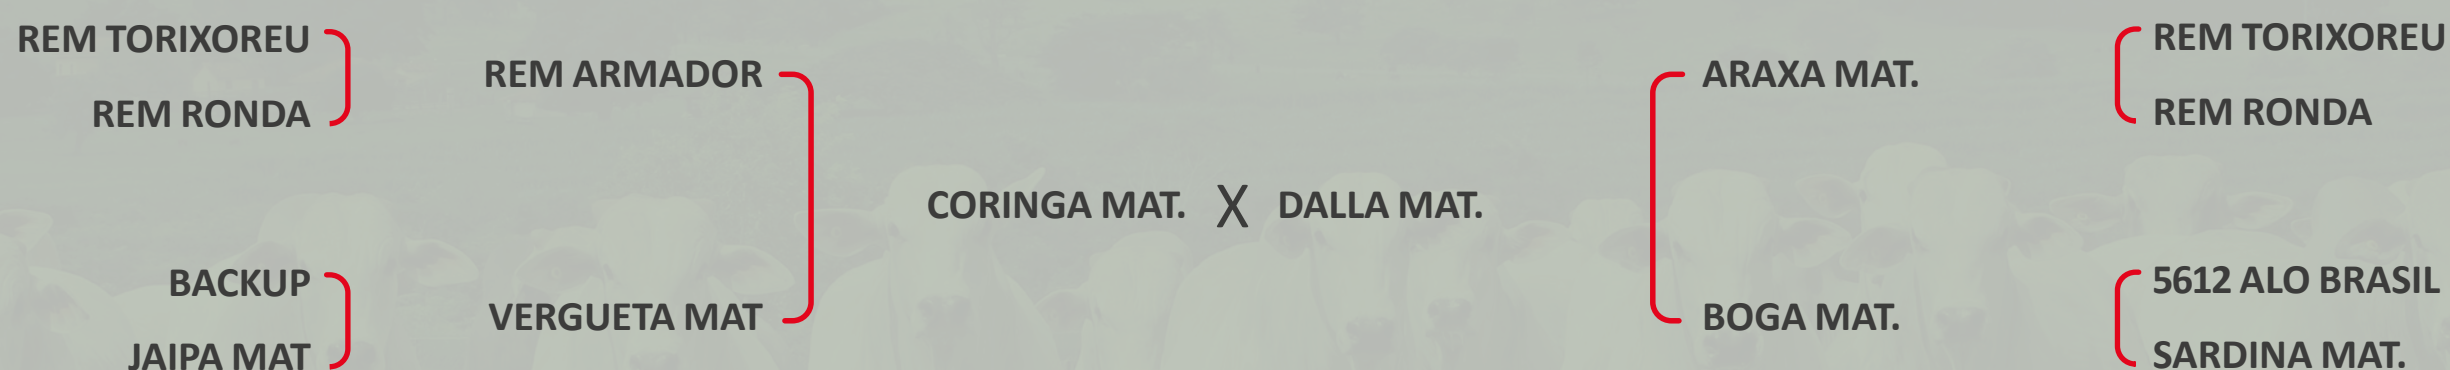 REM TORIXOREU
REM RONDA
REM ARMADOR
BACKUP
JAIPA MAT
VERGUETA MAT
CORINGA MAT. X DALLA MAT.
ARAXA MAT.
REM TORIXOREU
REM RONDA
BOGA MAT.
5612 ALO BRASIL
SARDINA MAT.